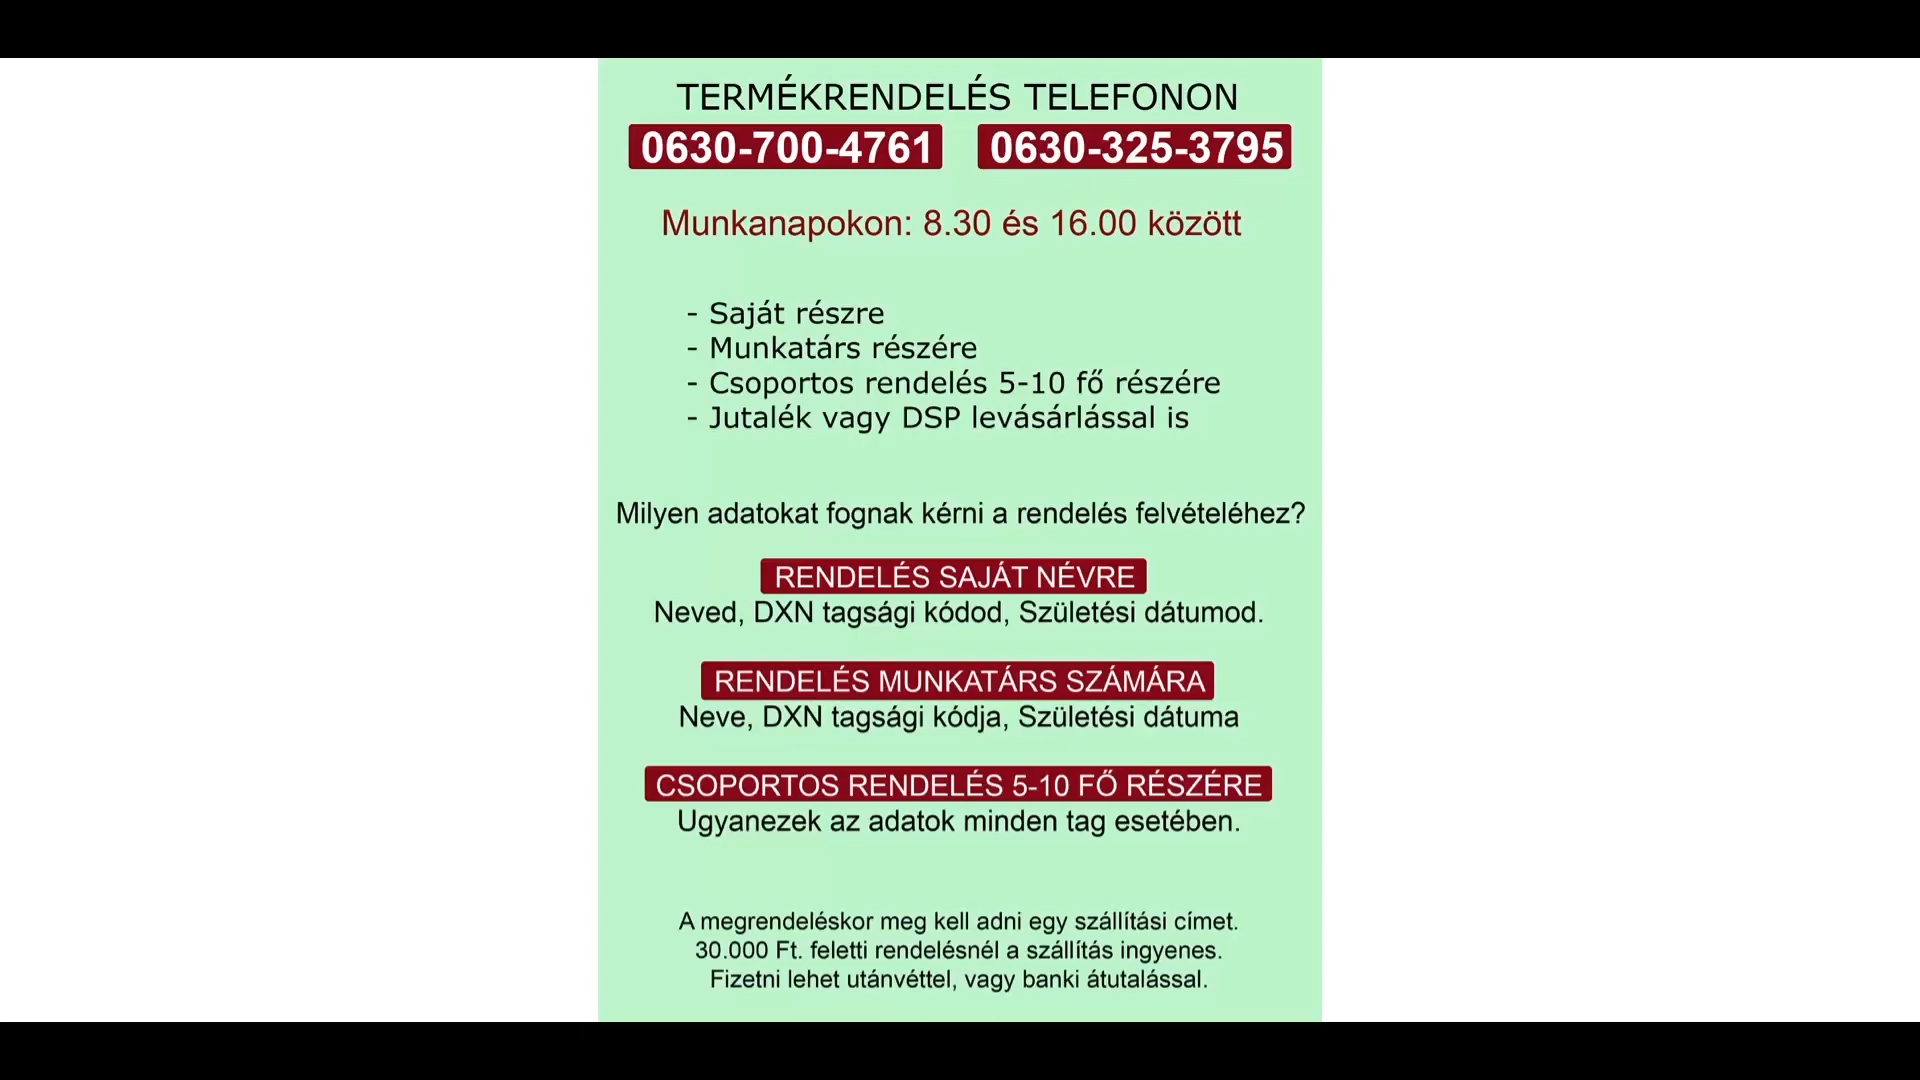 TERMÉKRENDELÉS TELEFONON
0630-700-4761 0630-325-3795
Munkanapokon: 8.30 és 16.00 között
- Saját részre
- Munkatárs részére
- Csoportos rendelés 5-10 fő részére
- Jutalék vagy DSP levásárlással is
Milyen adatokat fognak kérni a rendelés felvételéhez?
RENDELÉS SAJÁT NÉVRE
Neved, DXN tagsági kódod, Születési dátumod.
RENDELÉS MUNKATÁRS SZÁMÁRA
Neve, DXN tagsági kódja, Születési dátuma
CSOPORTOS RENDELÉS 5-10 FŐ RÉSZÉRE
Ugyanezek az adatok minden tag esetében.
A megrendeléskor meg kell adni egy szállítási címet.
30.000 Ft. feletti rendelésnél a szállítás ingyenes.
Fizetni lehet utánvéttel, vagy banki átutalással.